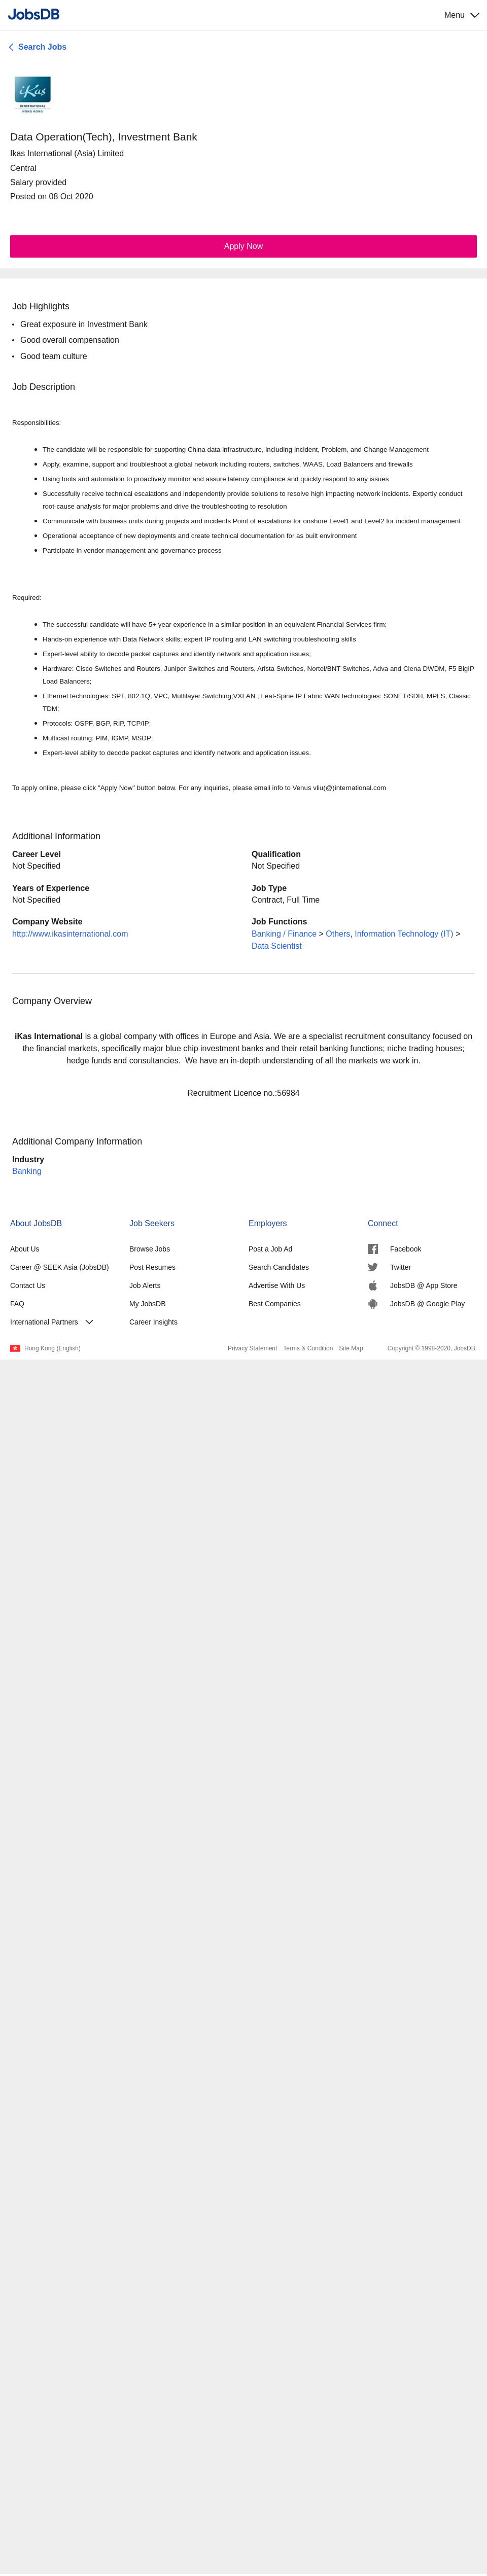 JobsDB
Menu
Search Jobs
iKas
INTERNATIONAL
HONG KONG
Data Operation(Tech), Investment Bank
Ikas International (Asia) Limited
Central
Salary provided
Posted on 08 Oct 2020
Apply Now
Job Highlights
• Great exposure in Investment Bank
• Good overall compensation
• Good team culture
Job Description
Responsibilities:
• The candidate will be responsible for supporting China data infrastructure, including Incident, Problem, and Change Management
• Apply, examine, support and troubleshoot a global network including routers, switches, WAAS, Load Balancers and firewalls
• Using tools and automation to proactively monitor and assure latency compliance and quickly respond to any issues
• Successfully receive technical escalations and independently provide solutions to resolve high impacting network incidents. Expertly conduct
root-cause analysis for major problems and drive the troubleshooting to resolution
• Communicate with business units during projects and incidents Point of escalations for onshore Level1 and Level2 for incident management
• Operational acceptance of new deployments and create technical documentation for as built environment
• Participate in vendor management and governance process
Required:
• The successful candidate will have 5+ year experience in a similar position in an equivalent Financial Services firm;
• Hands-on experience with Data Network skills; expert IP routing and LAN switching troubleshooting skills
• Expert-level ability to decode packet captures and identify network and application issues;
• Hardware: Cisco Switches and Routers, Juniper Switches and Routers, Arista Switches, Nortel/BNT Switches, Adva and Ciena DWDM, F5 BigIP
Load Balancers;
• Ethernet technologies: SPT, 802.1Q, VPC, Multilayer Switching;VXLAN ; Leaf-Spine IP Fabric WAN technologies: SONET/SDH, MPLS, Classic
TDM;
• Protocols: OSPF, BGP, RIP, TCP/IP;
• Multicast routing: PIM, IGMP, MSDP;
• Expert-level ability to decode packet captures and identify network and application issues.
To apply online, please click "Apply Now" button below. For any inquiries, please email info to Venus vliu(@)international.com
Additional Information
Career Level
Not Specified
Qualification
Not Specified
Years of Experience
Not Specified
Job Type
Contract, Full Time
Company Website
http://www.ikasinternational.com
Job Functions
Banking / Finance > Others, Information Technology (IT) >
Data Scientist
Company Overview
iKas International is a global company with offices in Europe and Asia. We are a specialist recruitment consultancy focused on
the financial markets, specifically major blue chip investment banks and their retail banking functions; niche trading houses;
hedge funds and consultancies.  We have an in-depth understanding of all the markets we work in.
Recruitment Licence no.:56984
Additional Company Information
Industry
Banking
About JobsDB
About Us
Career @ SEEK Asia (JobsDB)
Contact Us
FAQ
International Partners
Job Seekers
Browse Jobs
Post Resumes
Job Alerts
My JobsDB
Career Insights
Employers
Post a Job Ad
Search Candidates
Advertise With Us
Best Companies
Connect
Facebook
Twitter
JobsDB @ App Store
JobsDB @ Google Play
Hong Kong (English)
Privacy Statement Terms & Condition Site Map Copyright © 1998-2020, JobsDB.